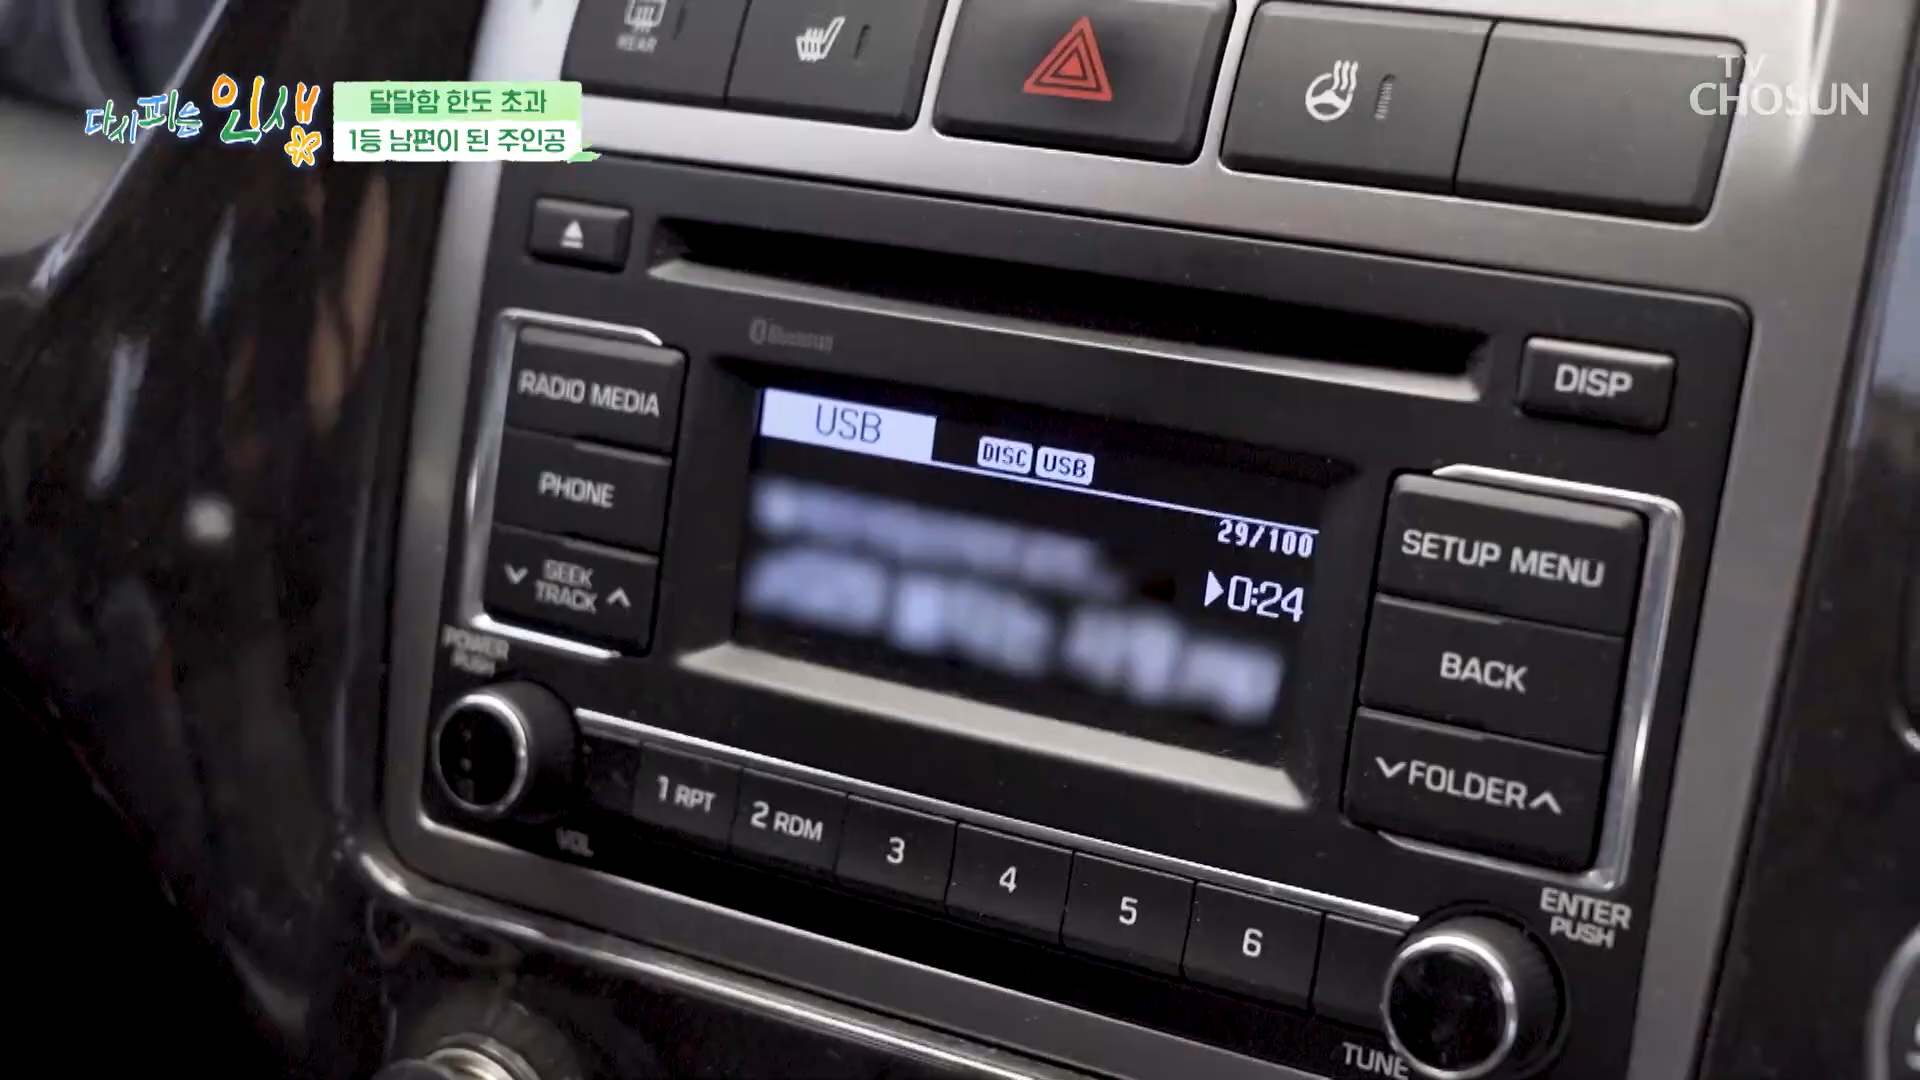 다시 피는 인생
달달함 한도 초과
1등 남편이 된 주인공
TV
CHOSUN
REAR
Bluetooth
DISP
RADIO MEDIA
PHONE
SEEK
TRACK
POWER
PUSH
VOL
USB
DISC USB
29/100
0:24
SETUP MENU
BACK
FOLDER
1 RPT
2 RDM
3
4
5
6
ENTER
PUSH
TUNE